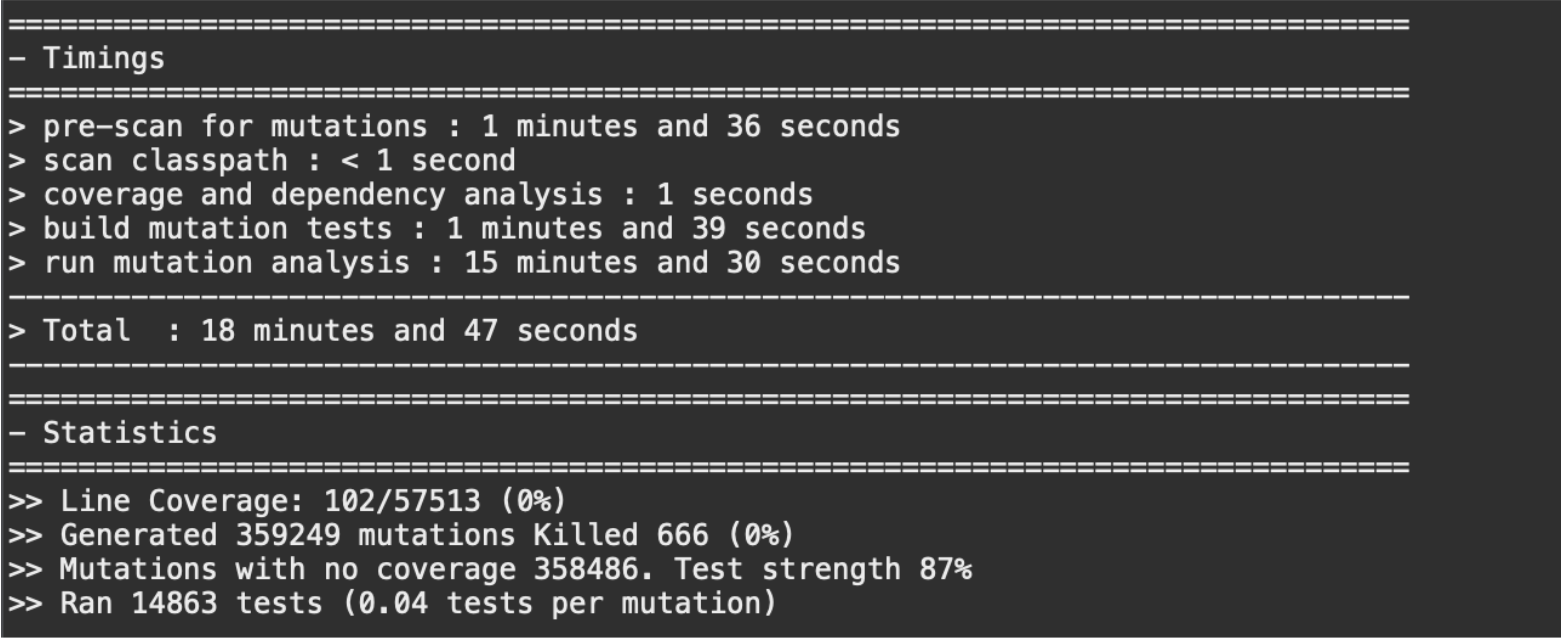 ================================================================================
- Timings
================================================================================
> pre-scan for mutations : 1 minutes and 36 seconds
> scan classpath : < 1 second
> coverage and dependency analysis : 1 seconds
> build mutation tests : 1 minutes and 39 seconds
> run mutation analysis : 15 minutes and 30 seconds
--------------------------------------------------------------------------------
> Total  : 18 minutes and 47 seconds
--------------------------------------------------------------------------------
================================================================================
- Statistics
================================================================================
>> Line Coverage: 102/57513 (0%)
>> Generated 359249 mutations Killed 666 (0%)
>> Mutations with no coverage 358486. Test strength 87%
>> Ran 14863 tests (0.04 tests per mutation)